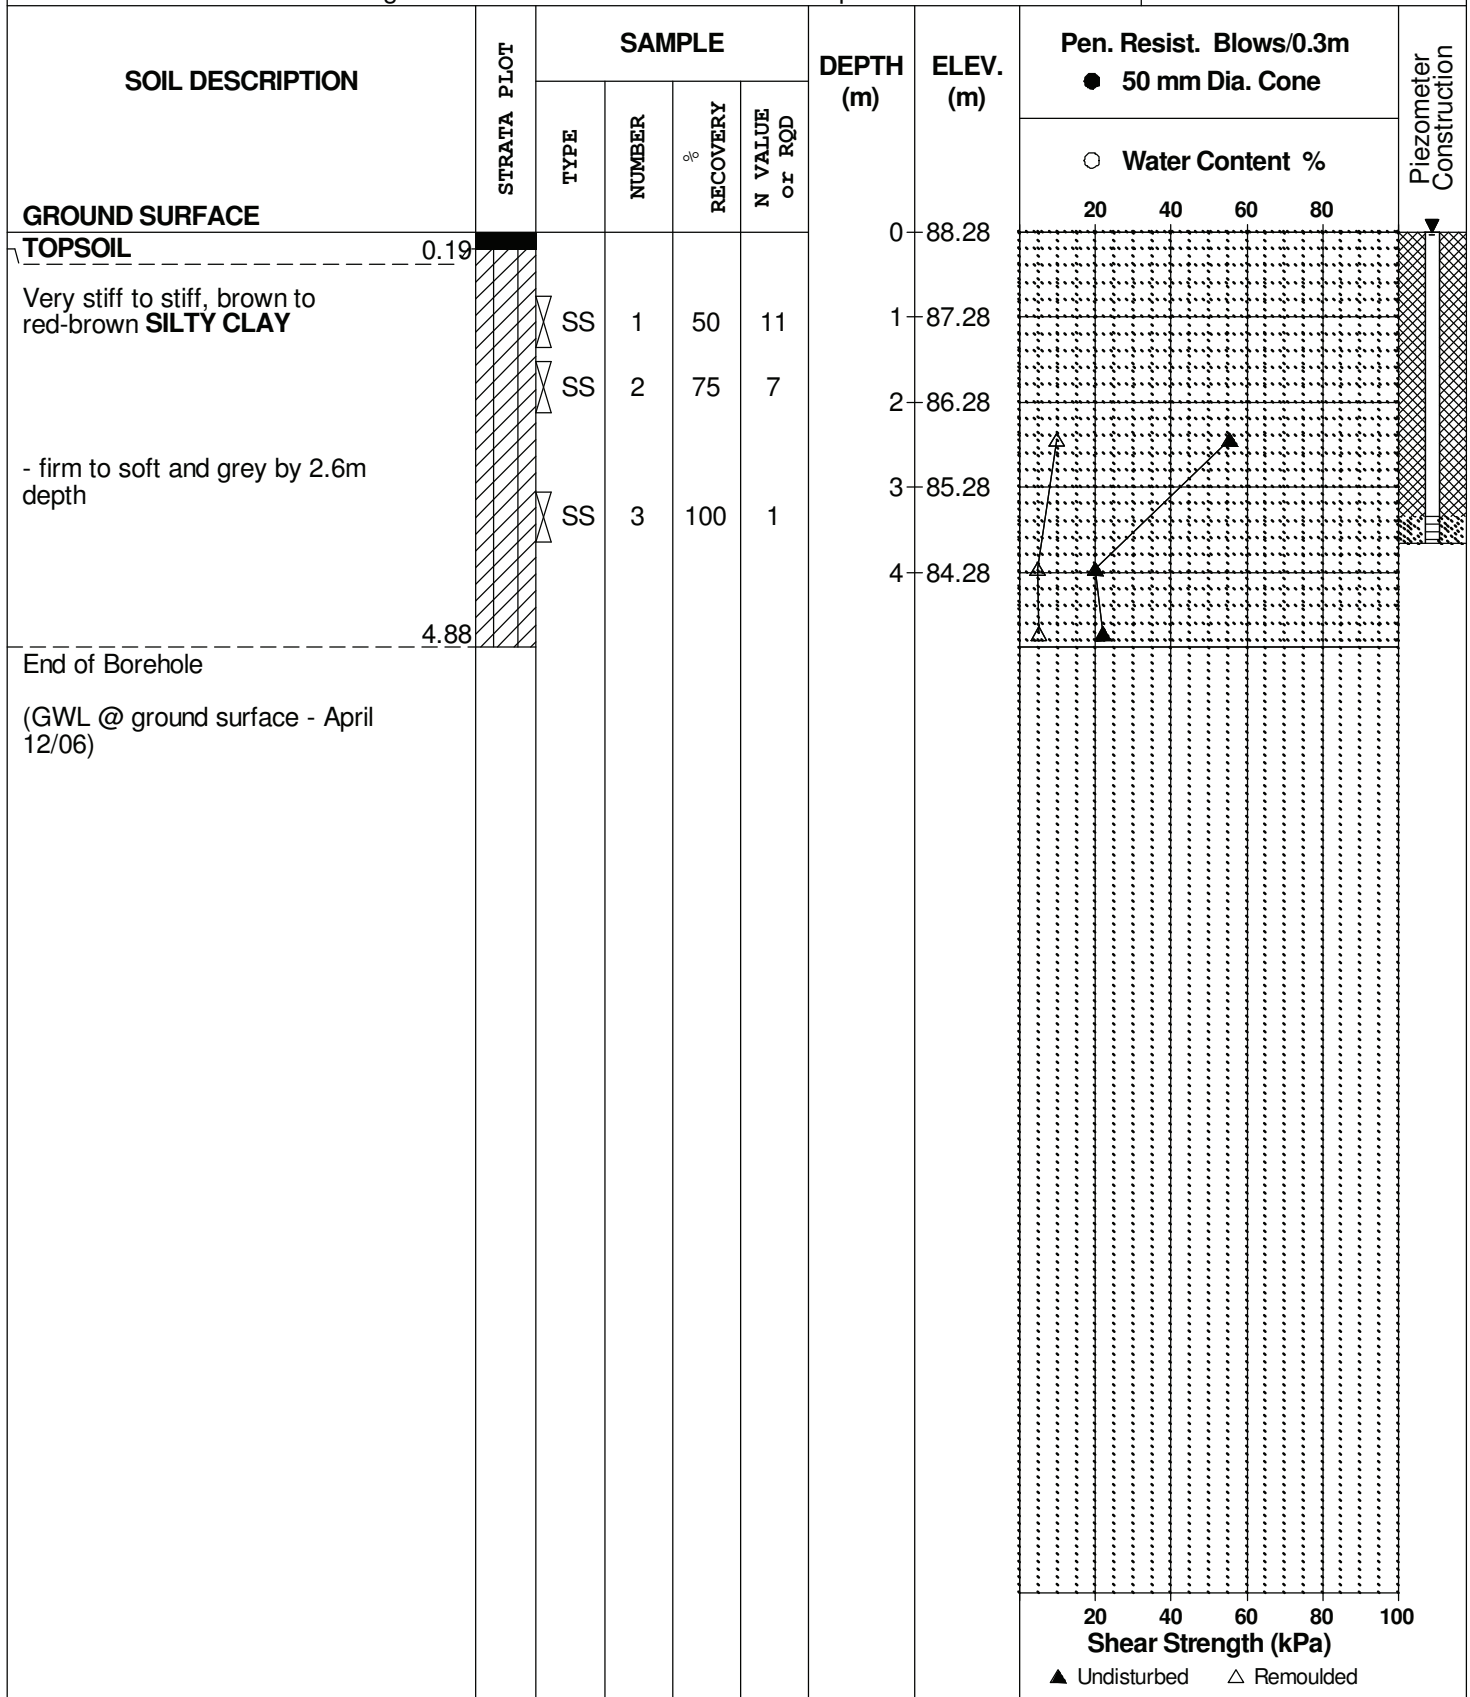 SOIL DESCRIPTION
GROUND SURFACE
STRATA PLOT
SAMPLE
TYPE
NUMBER
% RECOVERY
N VALUE or RQD
DEPTH (m)
ELEV. (m)
Pen. Resist. Blows/0.3m
● 50 mm Dia. Cone
○ Water Content %
20 40 60 80
Piezometer Construction
TOPSOIL 0.19
0 88.28
Very stiff to stiff, brown to
red-brown SILTY CLAY
SS 1 50 11
1 87.28
SS 2 75 7
2 86.28
- firm to soft and grey by 2.6m
depth
3 85.28
SS 3 100 1
4 84.28
4.88
End of Borehole
(GWL @ ground surface - April
12/06)
20 40 60 80 100
Shear Strength (kPa)
▲ Undisturbed △ Remoulded